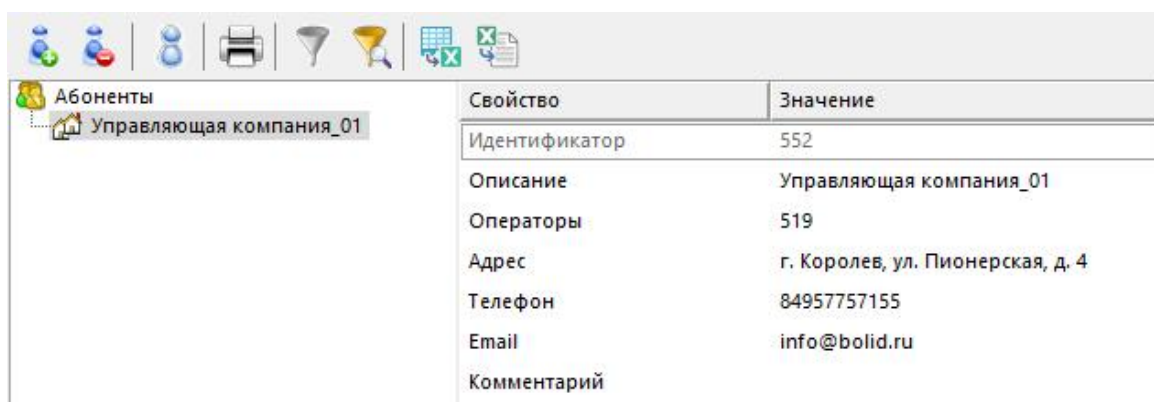 Абоненты
Управляющая компания_01
Свойство Значение
Идентификатор 552
Описание Управляющая компания_01
Операторы 519
Адрес г. Королев, ул. Пионерская, д. 4
Телефон 84957757155
Email info@bolid.ru
Комментарий